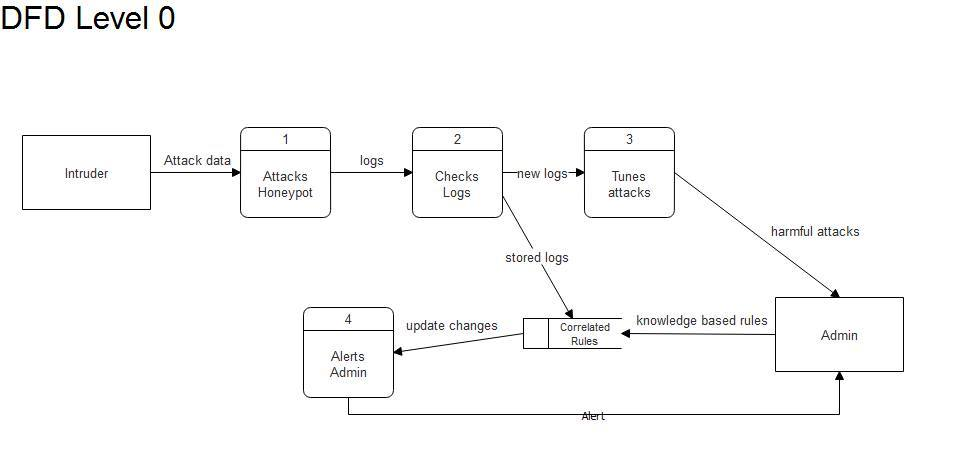 DFD Level 0
Intruder
Attack data
1
Attacks
Honeypot
logs
2
Checks
Logs
new logs
3
Tunes
attacks
harmful attacks
stored logs
4
Alerts
Admin
update changes
Correlated
Rules
knowledge based rules
Admin
Alert